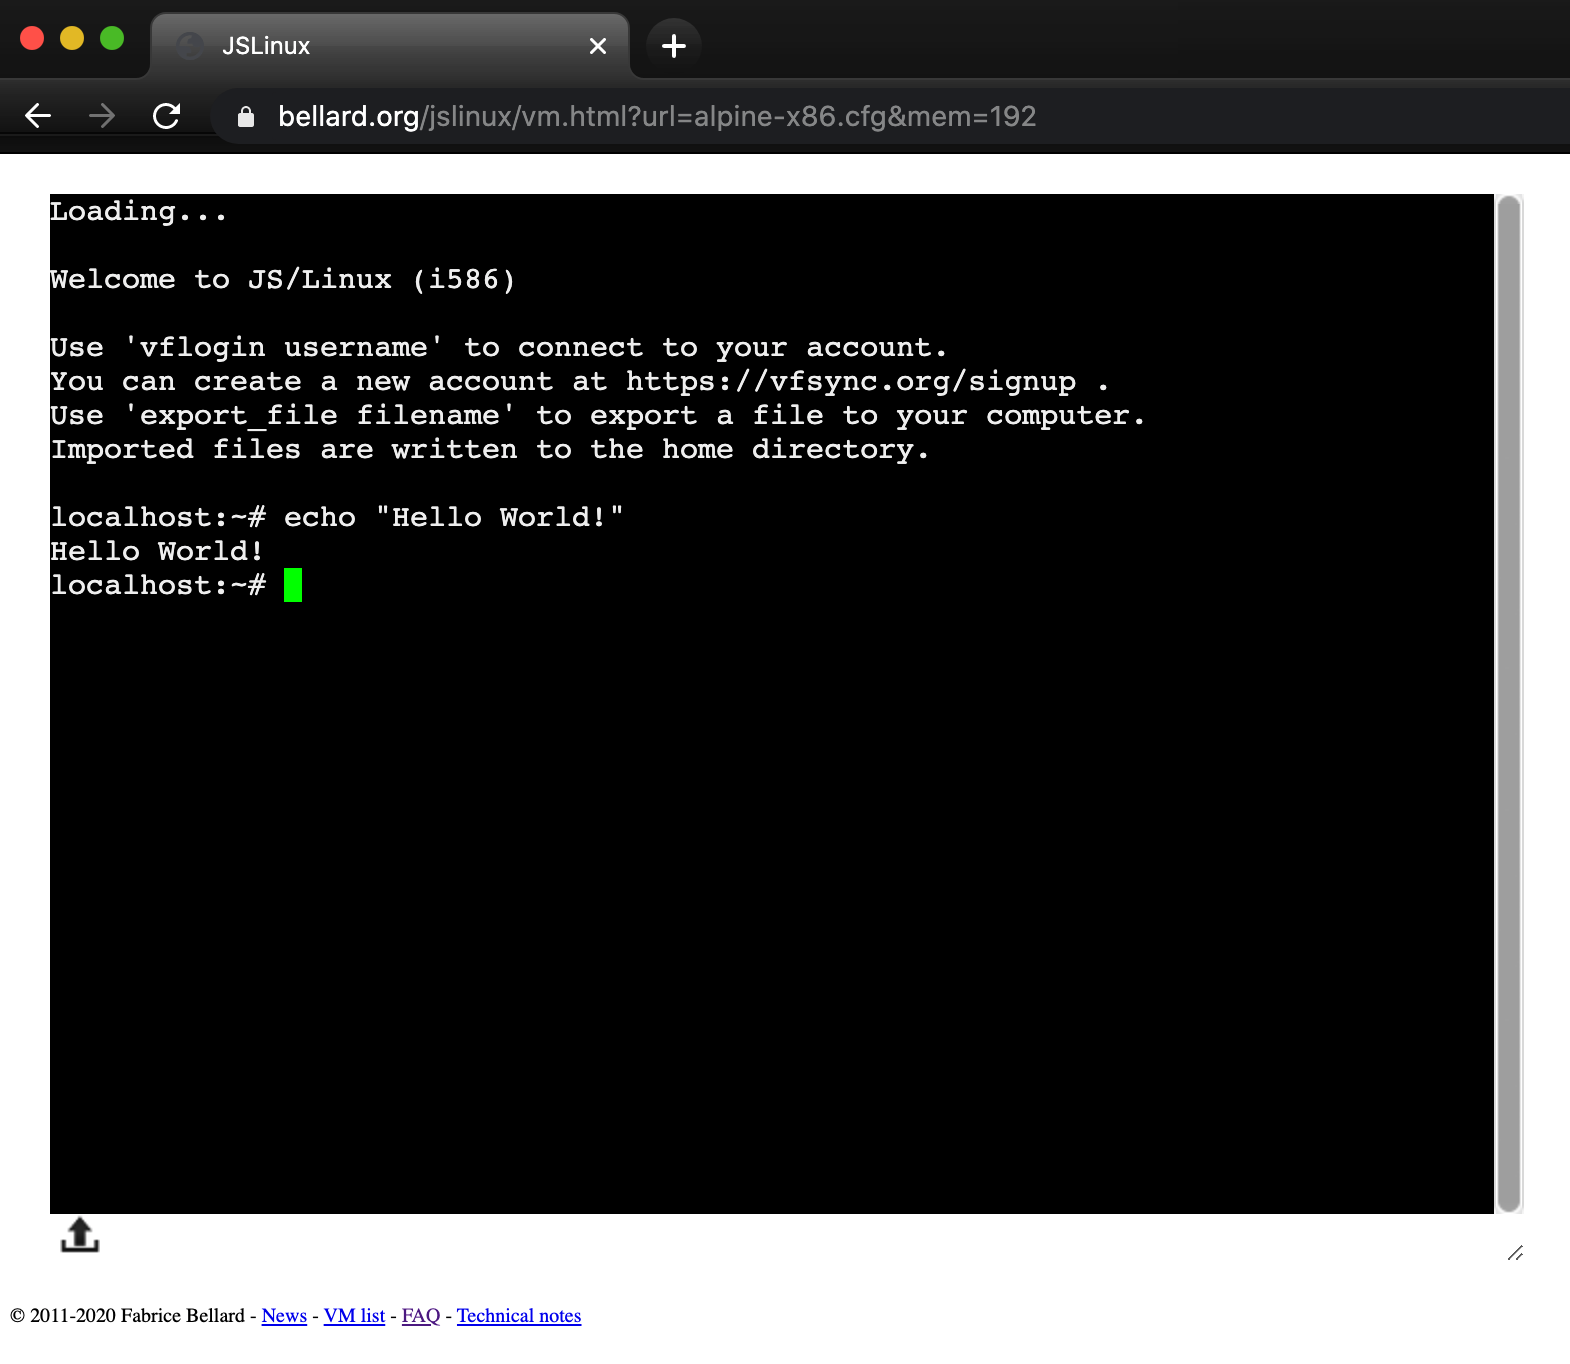 JSLinux
bellard.org/jslinux/vm.html?url=alpine-x86.cfg&mem=192
Loading...
Welcome to JS/Linux (i586)
Use 'vflogin username' to connect to your account.
You can create a new account at https://vfsync.org/signup .
Use 'export_file filename' to export a file to your computer.
Imported files are written to the home directory.
localhost:~# echo "Hello World!"
Hello World!
localhost:~#
© 2011-2020 Fabrice Bellard - News - VM list - FAQ - Technical notes